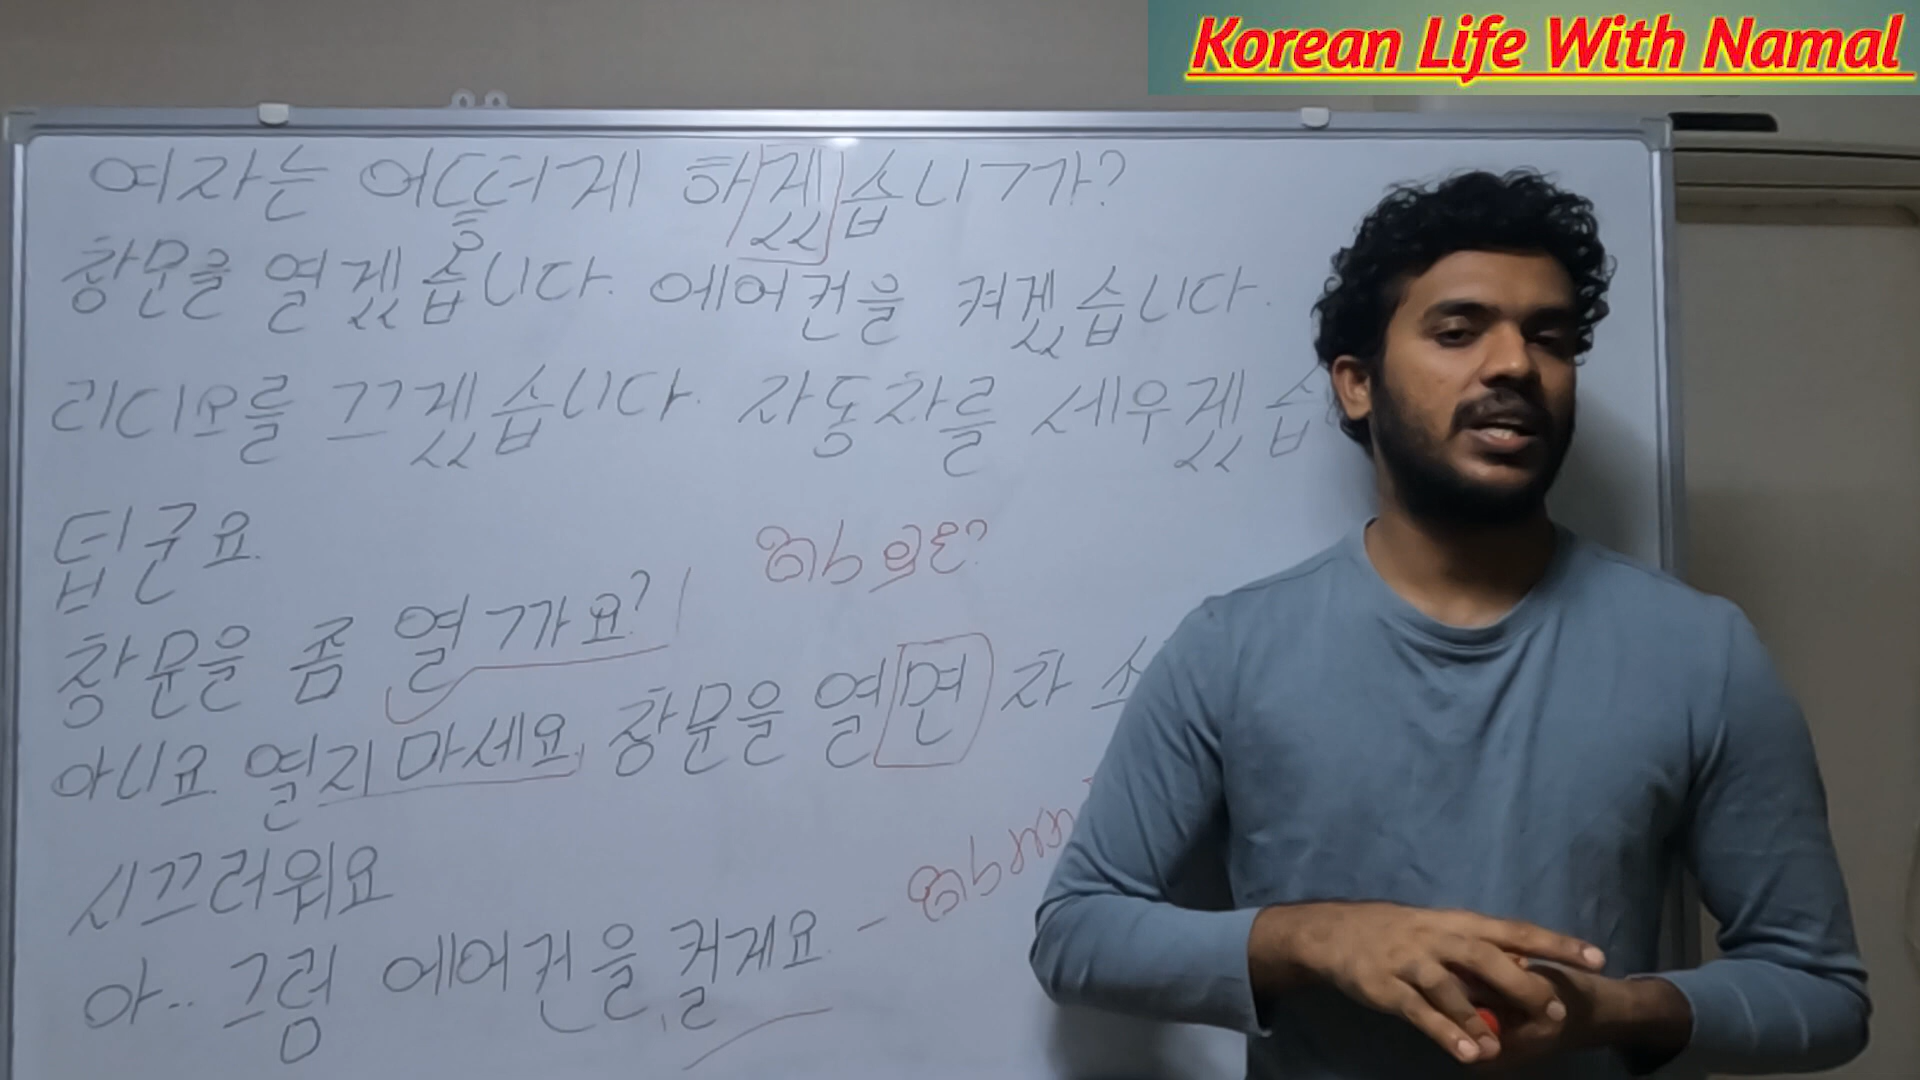 Korean Life With Namal
여자는 어떻게 하겠습니까?
창문을 열겠습니다. 에어컨을 켜겠습니다.
라디오를 끄겠습니다. 자동차를 세우겠습
덥군요.
창문을 좀 열까요?
아니요. 열지 마세요. 창문을 열면 차 소
시끄러워요
아.. 그럼 에어컨을 켤게요. -